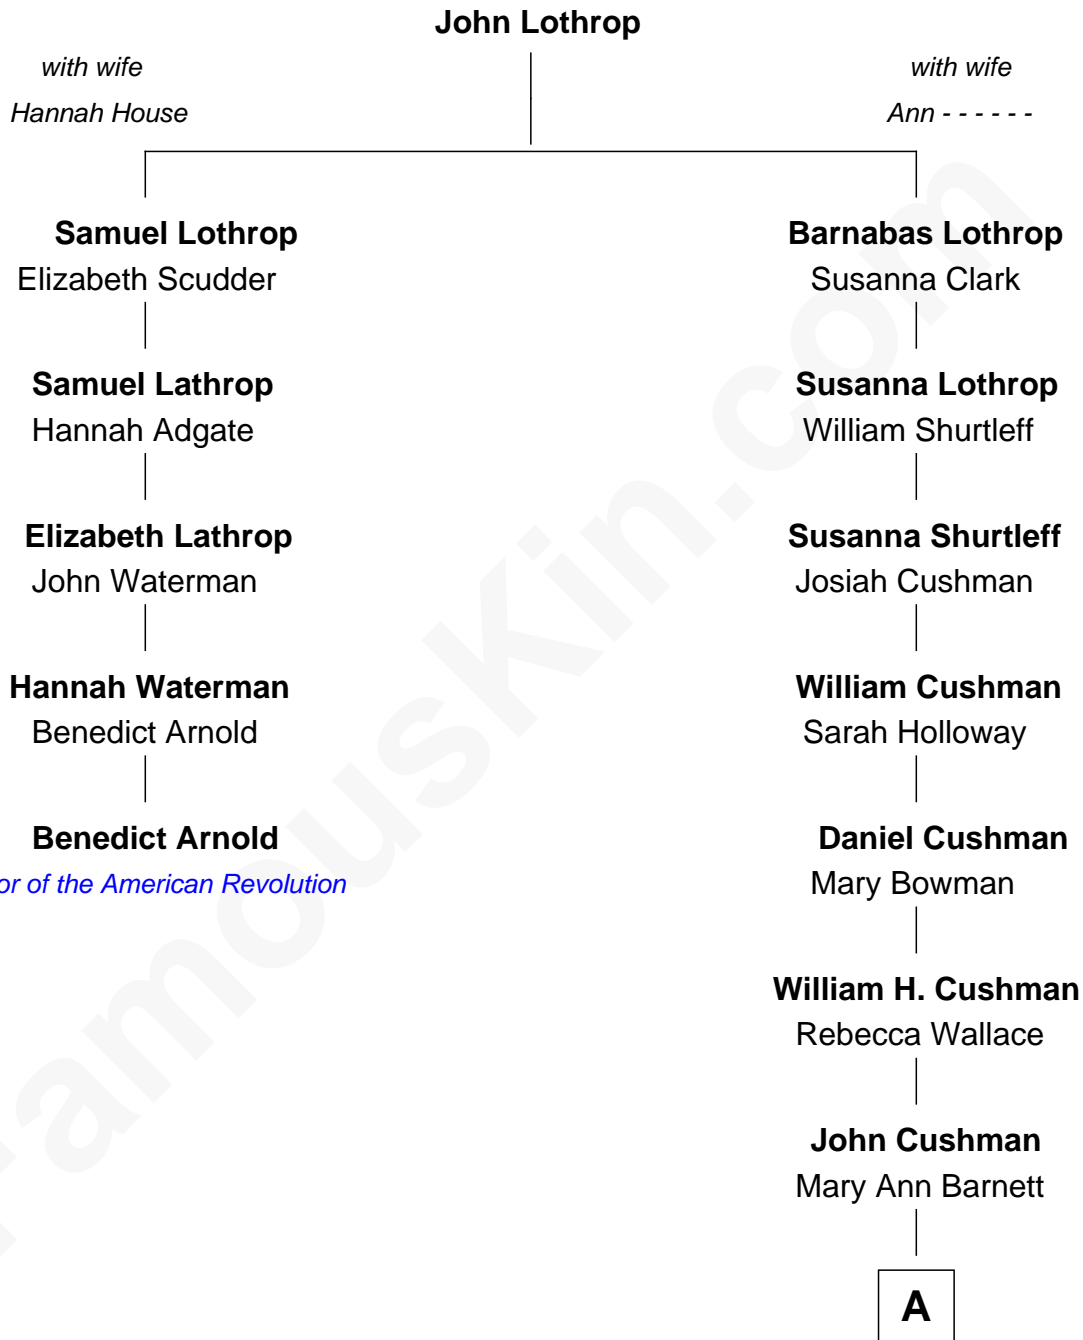 John Lothrop
with wife
Hannah House
with wife
Ann - - - - - -
Samuel Lothrop
Elizabeth Scudder
Barnabas Lothrop
Susanna Clark
Samuel Lathrop
Hannah Adgate
Susanna Lothrop
William Shurtleff
Elizabeth Lathrop
John Waterman
Susanna Shurtleff
Josiah Cushman
Hannah Waterman
Benedict Arnold
William Cushman
Sarah Holloway
Benedict Arnold
or of the American Revolution
Daniel Cushman
Mary Bowman
William H. Cushman
Rebecca Wallace
John Cushman
Mary Ann Barnett
A
FamousKin.com